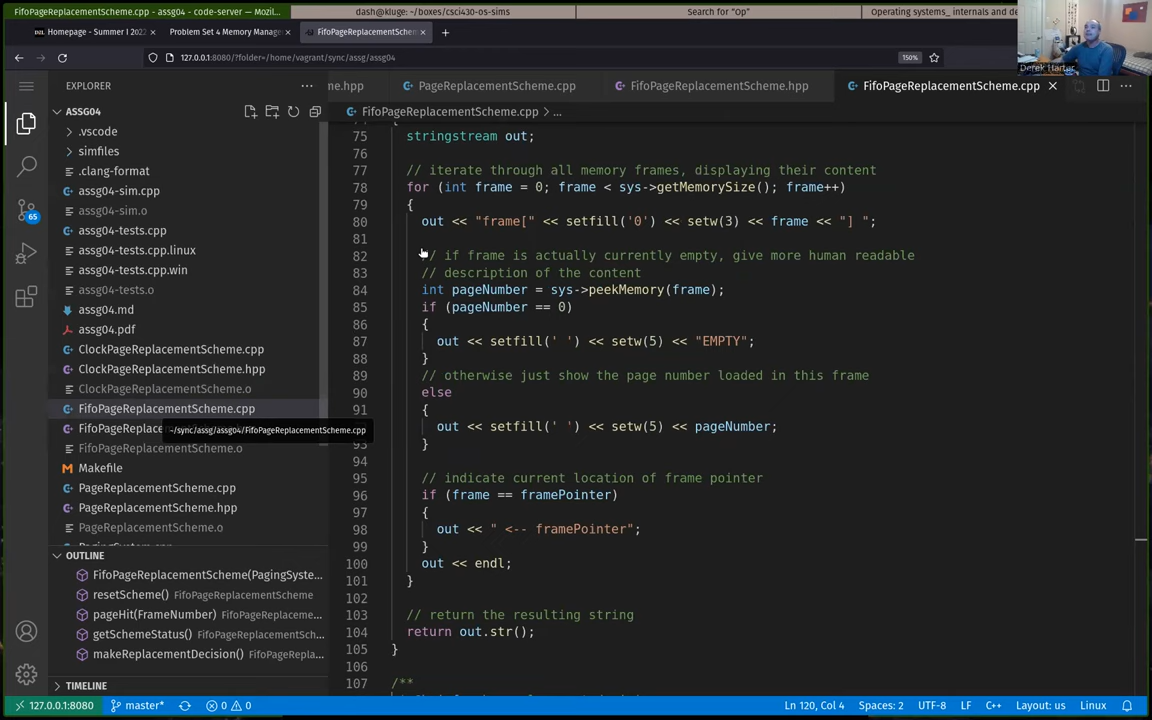 assg04 - code-server — Mozil...
dash@kluge: ~/boxes/csci430-os-sims
Search for "Op"
Operating systems_ internals and de
Homepage - Summer I 2022
Problem Set 4 Memory Manag
FifoPageReplacementSchem
127.0.0.1:8080/?folder=/home/vagrant/sync/assg/assg04
150%
Derek Harter
EXPLORER
me.hpp
PageReplacementScheme.cpp
FifoPageReplacementScheme.hpp
FifoPageReplacementScheme.cpp
ASSG04
FifoPageReplacementScheme.cpp > ...
.vscode
simfiles
.clang-format
assg04-sim.cpp
assg04-sim.o
assg04-tests.cpp
assg04-tests.cpp.linux
assg04-tests.cpp.win
assg04-tests.o
assg04.md
assg04.pdf
ClockPageReplacementScheme.cpp
ClockPageReplacementScheme.hpp
ClockPageReplacementScheme.o
FifoPageReplacementScheme.cpp
FifoPage
~/sync/assg/assg04/FifoPageReplacementScheme.cpp
FifoPageReplacementScheme.o
Makefile
PageReplacementScheme.cpp
PageReplacementScheme.hpp
PageReplacementScheme.o
65
OUTLINE
FifoPageReplacementScheme(PagingSyste...
resetScheme() FifoPageReplacementScheme
pageHit(FrameNumber) FifoPageReplaceme...
getSchemeStatus() FifoPageReplacementSch...
makeReplacementDecision() FifoPageRepla...
TIMELINE
75 stringstream out;
76
77 // iterate through all memory frames, displaying their content
78 for (int frame = 0; frame < sys->getMemorySize(); frame++)
79 {
80 out << "frame[" << setfill('0') << setw(3) << frame << "] ";
81
82 // if frame is actually currently empty, give more human readable
83 // description of the content
84 int pageNumber = sys->peekMemory(frame);
85 if (pageNumber == 0)
86 {
87 out << setfill(' ') << setw(5) << "EMPTY";
88 }
89 // otherwise just show the page number loaded in this frame
90 else
91 {
out << setfill(' ') << setw(5) << pageNumber;
93 }
94
95 // indicate current location of frame pointer
96 if (frame == framePointer)
97 {
98 out << " <-- framePointer";
99 }
100 out << endl;
101 }
102
103 // return the resulting string
104 return out.str();
105 }
106
107 /**
127.0.0.1:8080
master*
0 0
Ln 120, Col 4
Spaces: 2
UTF-8
LF
C++
Layout: us
Linux